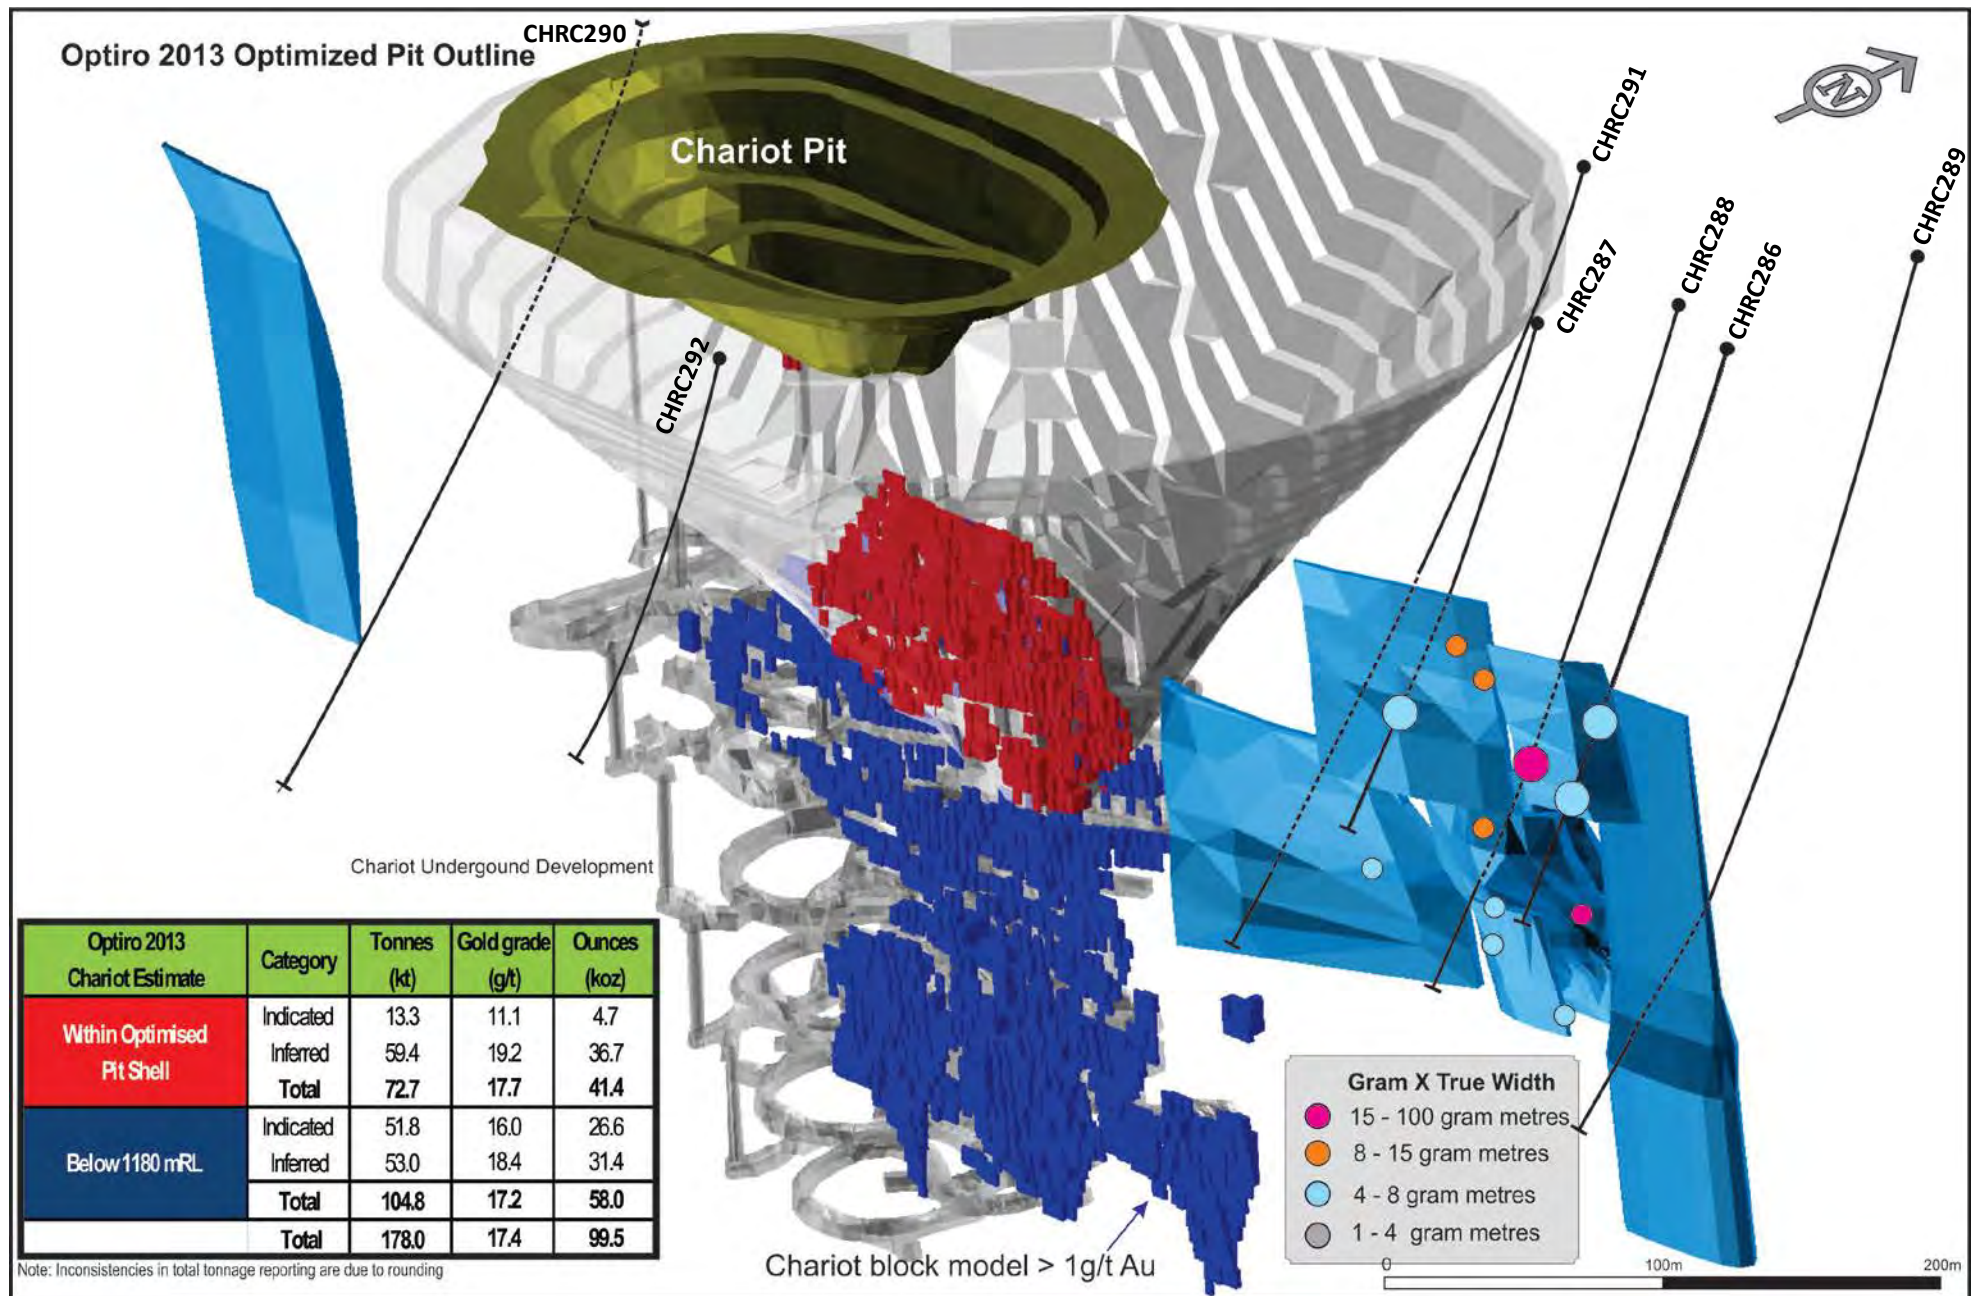 Optiro 2013 Optimized Pit Outline
CHRC290
Chariot Pit
N
CHRC291
CHRC289
CHRC288
CHRC287
CHRC286
CHRC292
Chariot Undergound Development
Optiro 2013 Chariot Estimate Category Tonnes (kt) Gold grade (g/t) Ounces (koz)
Within Optimised Pit Shell
Indicated 13.3 11.1 4.7
Inferred 59.4 19.2 36.7
Total 72.7 17.7 41.4
Below 1180 mRL
Indicated 51.8 16.0 26.6
Inferred 53.0 18.4 31.4
Total 104.8 17.2 58.0
Total 178.0 17.4 99.5
Note: Inconsistencies in total tonnage reporting are due to rounding
Chariot block model > 1g/t Au
Gram X True Width
15 - 100 gram metres
8 - 15 gram metres
4 - 8 gram metres
1 - 4 gram metres
0 100m 200m